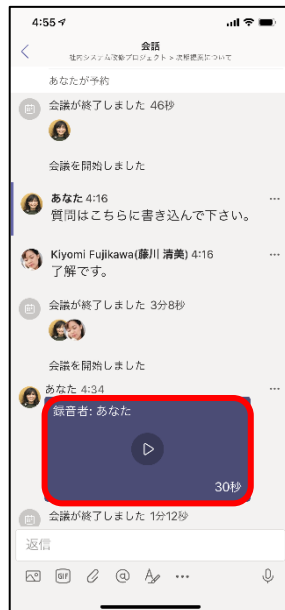 4:55
会話
社内システム改修プロジェクト > 次期提案について
あなたが予約
会議が終了しました 46秒
会議を開始しました
あなた 4:16
質問はこちらに書き込んで下さい。
Kiyomi Fujikawa(藤川 清美) 4:16
了解です。
会議が終了しました 3分8秒
会議を開始しました
あなた 4:34
録音者: あなた
30秒
会議が終了しました 1分12秒
返信
GIF